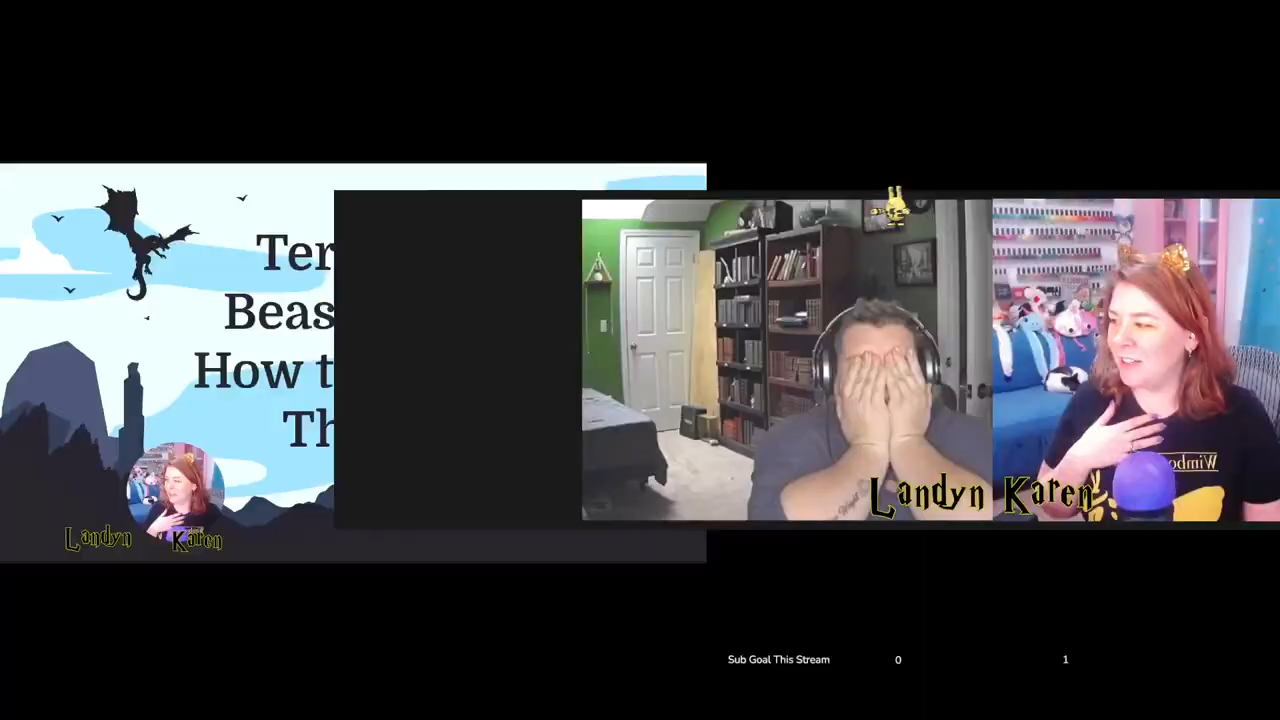 Ter
Beas
How t
Th
Landyn Karen
Landyn Karen
Sub Goal This Stream 0 1